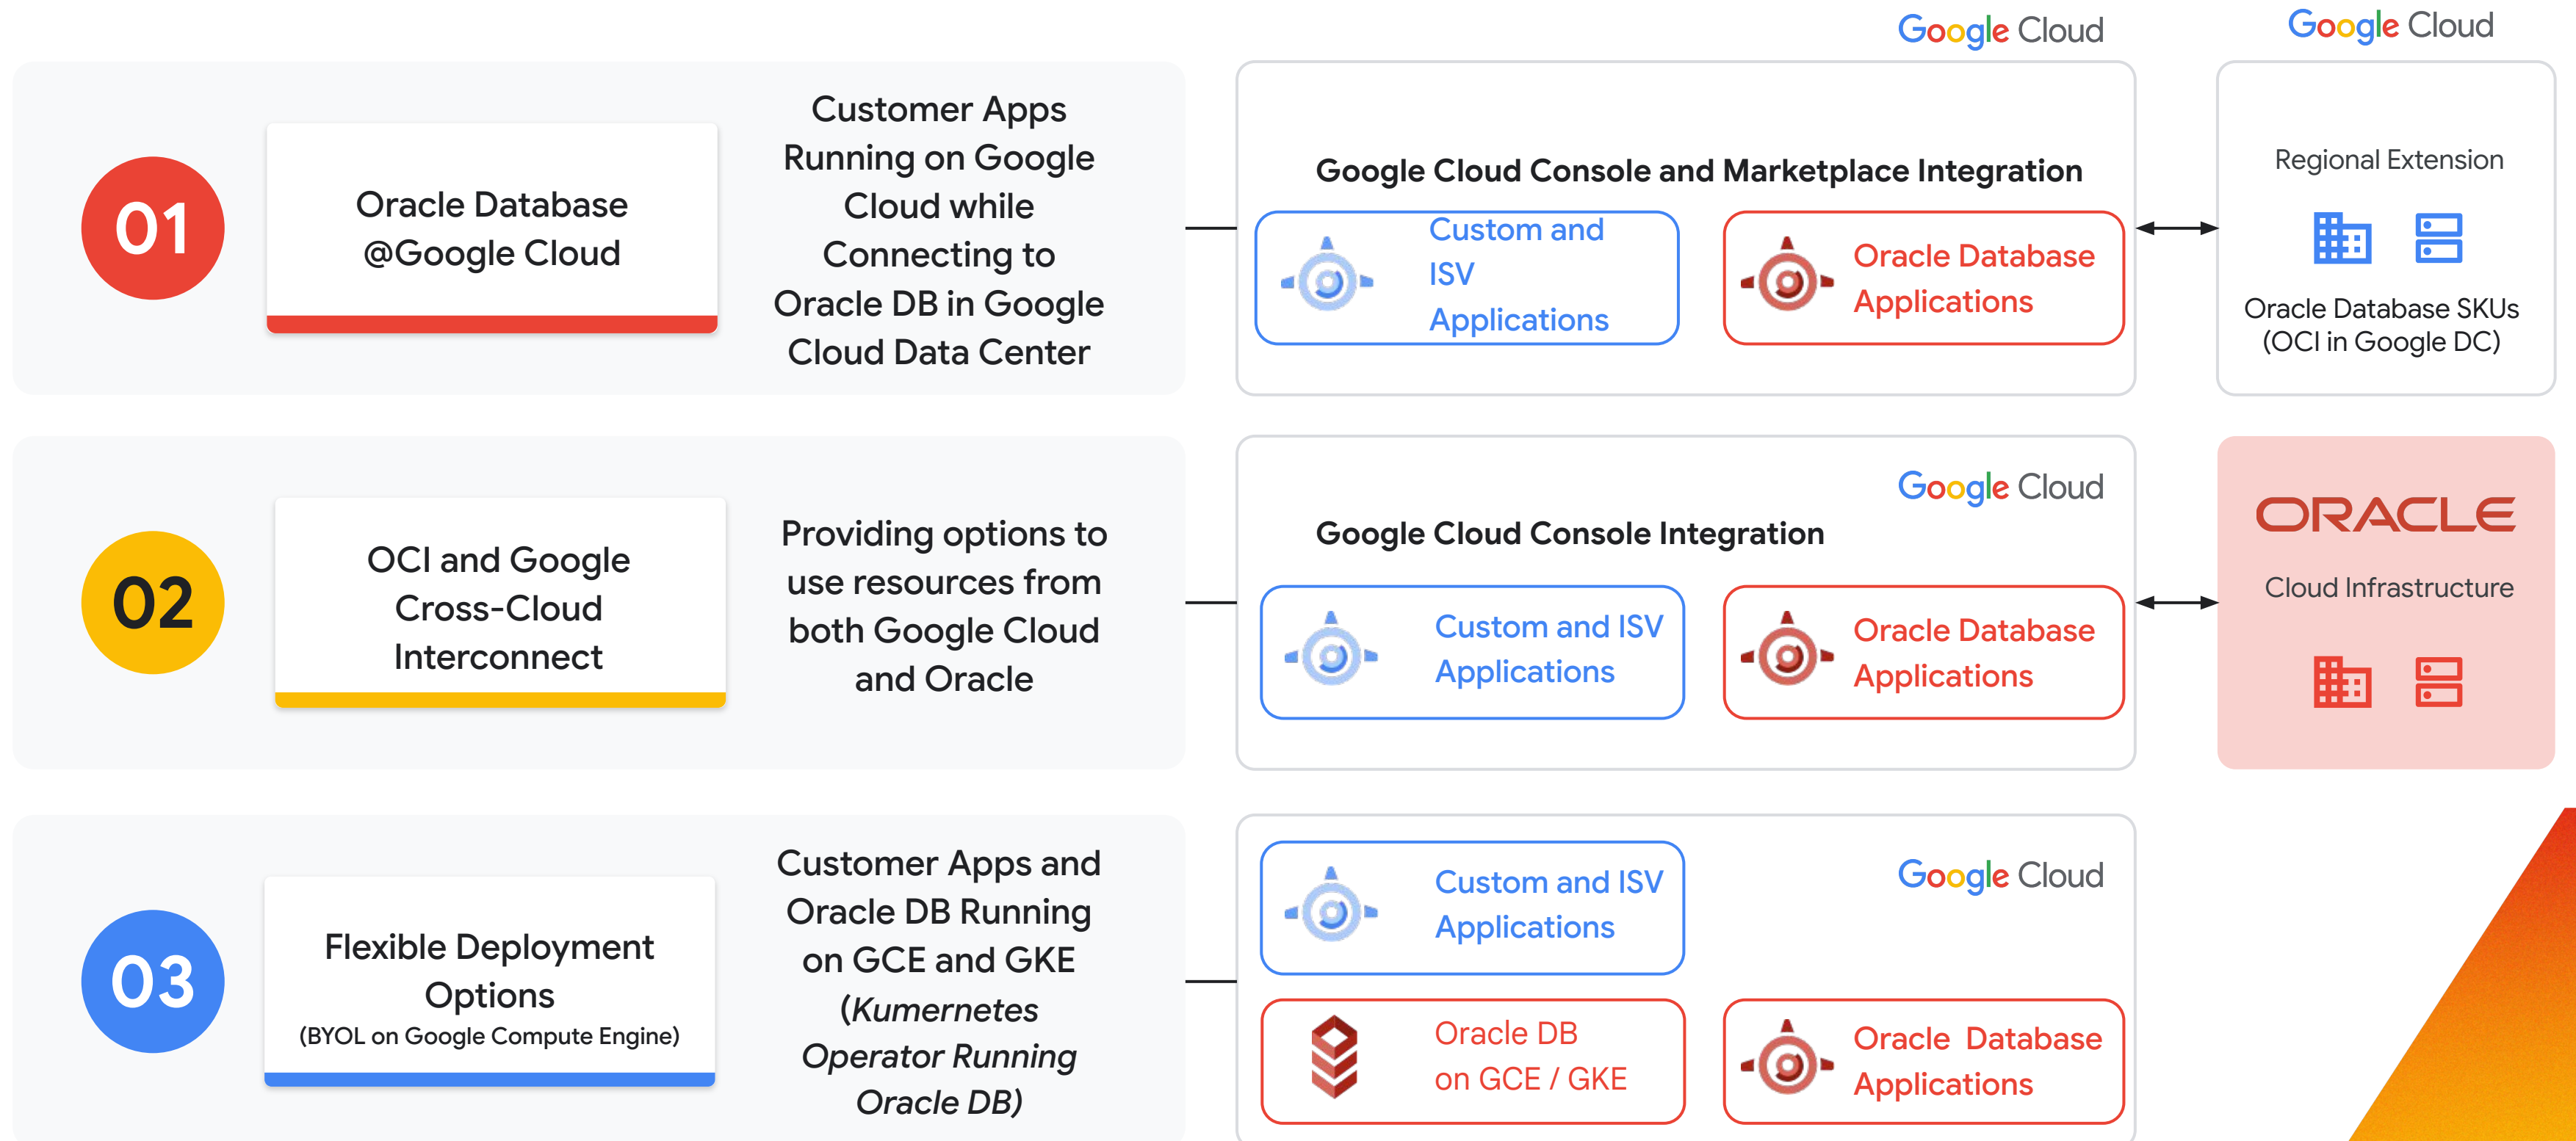 Google Cloud
Google Cloud
01
Oracle Database
@Google Cloud
Customer Apps
Running on Google
Cloud while
Connecting to
Oracle DB in Google
Cloud Data Center
Google Cloud Console and Marketplace Integration
Custom and
ISV
Applications
Oracle Database
Applications
Regional Extension
Oracle Database SKUs
(OCI in Google DC)
02
OCI and Google
Cross-Cloud
Interconnect
Providing options to
use resources from
both Google Cloud
and Oracle
Google Cloud
Google Cloud Console Integration
Custom and ISV
Applications
Oracle Database
Applications
ORACLE
Cloud Infrastructure
03
Flexible Deployment
Options
(BYOL on Google Compute Engine)
Customer Apps and
Oracle DB Running
on GCE and GKE
(Kumernetes
Operator Running
Oracle DB)
Custom and ISV
Applications
Google Cloud
Oracle DB
on GCE / GKE
Oracle Database
Applications